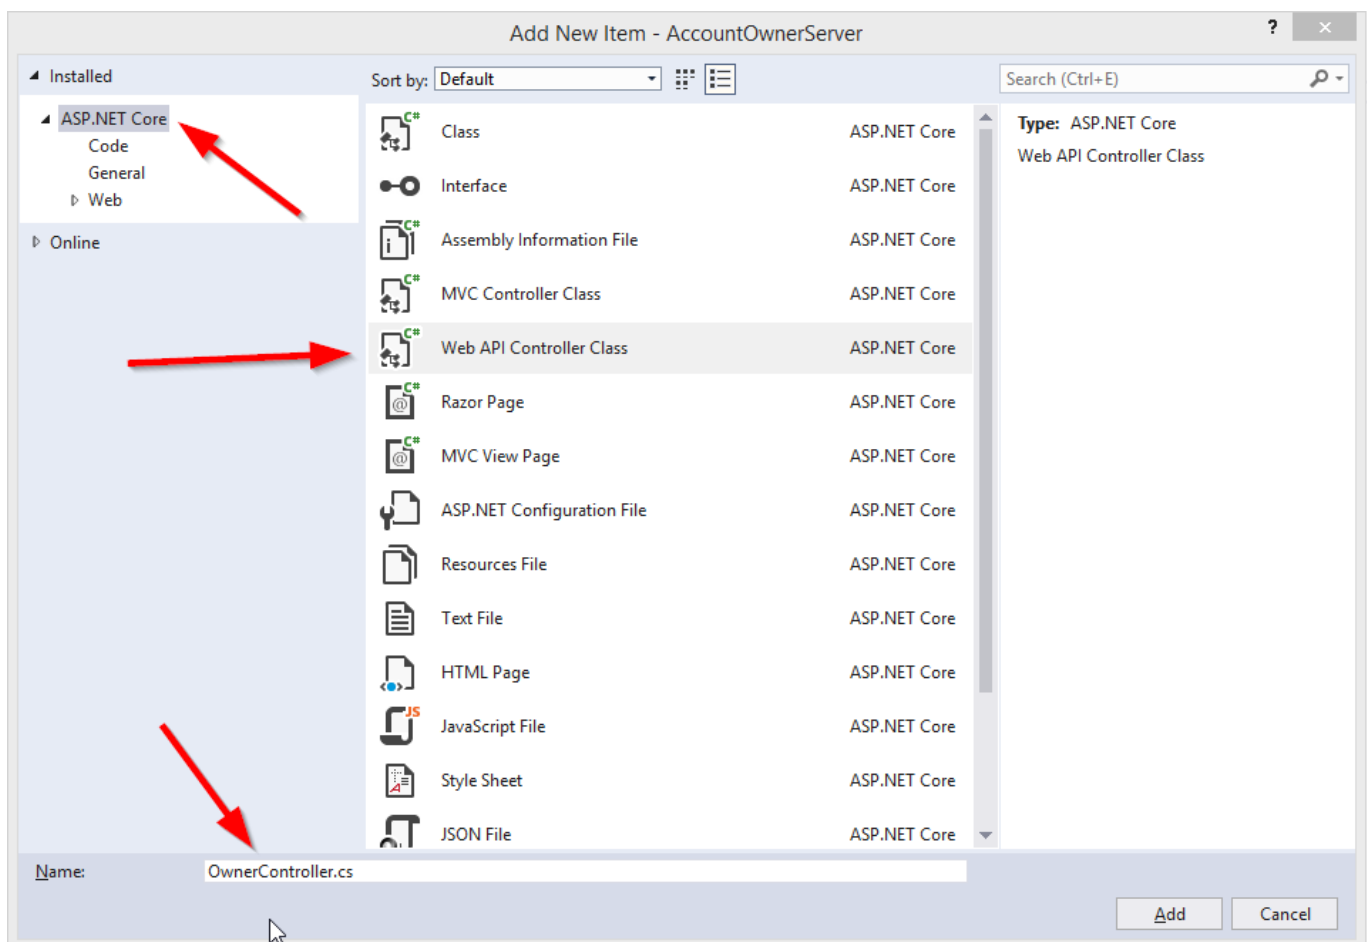 Add New Item - AccountOwnerServer
?
Installed
Sort by: Default
Search (Ctrl+E)
ASP.NET Core
Code
General
Web
Online
C# Class ASP.NET Core
Interface ASP.NET Core
C# Assembly Information File ASP.NET Core
C# MVC Controller Class ASP.NET Core
C# Web API Controller Class ASP.NET Core
C# @ Razor Page ASP.NET Core
C# @ MVC View Page ASP.NET Core
ASP.NET Configuration File ASP.NET Core
Resources File ASP.NET Core
Text File ASP.NET Core
HTML Page ASP.NET Core
JS JavaScript File ASP.NET Core
A Style Sheet ASP.NET Core
JSON File ASP.NET Core
Type: ASP.NET Core
Web API Controller Class
Name: OwnerController.cs
Add Cancel